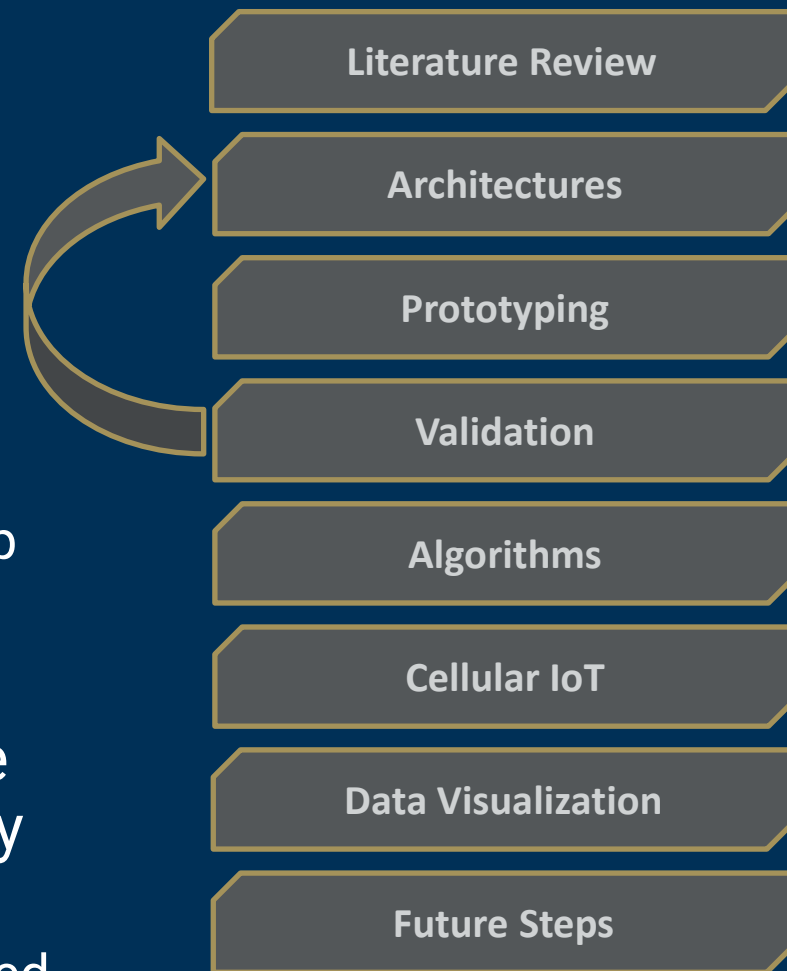 Literature Review
Architectures
Prototyping
Validation
Algorithms
Cellular IoT
Data Visualization
Future Steps